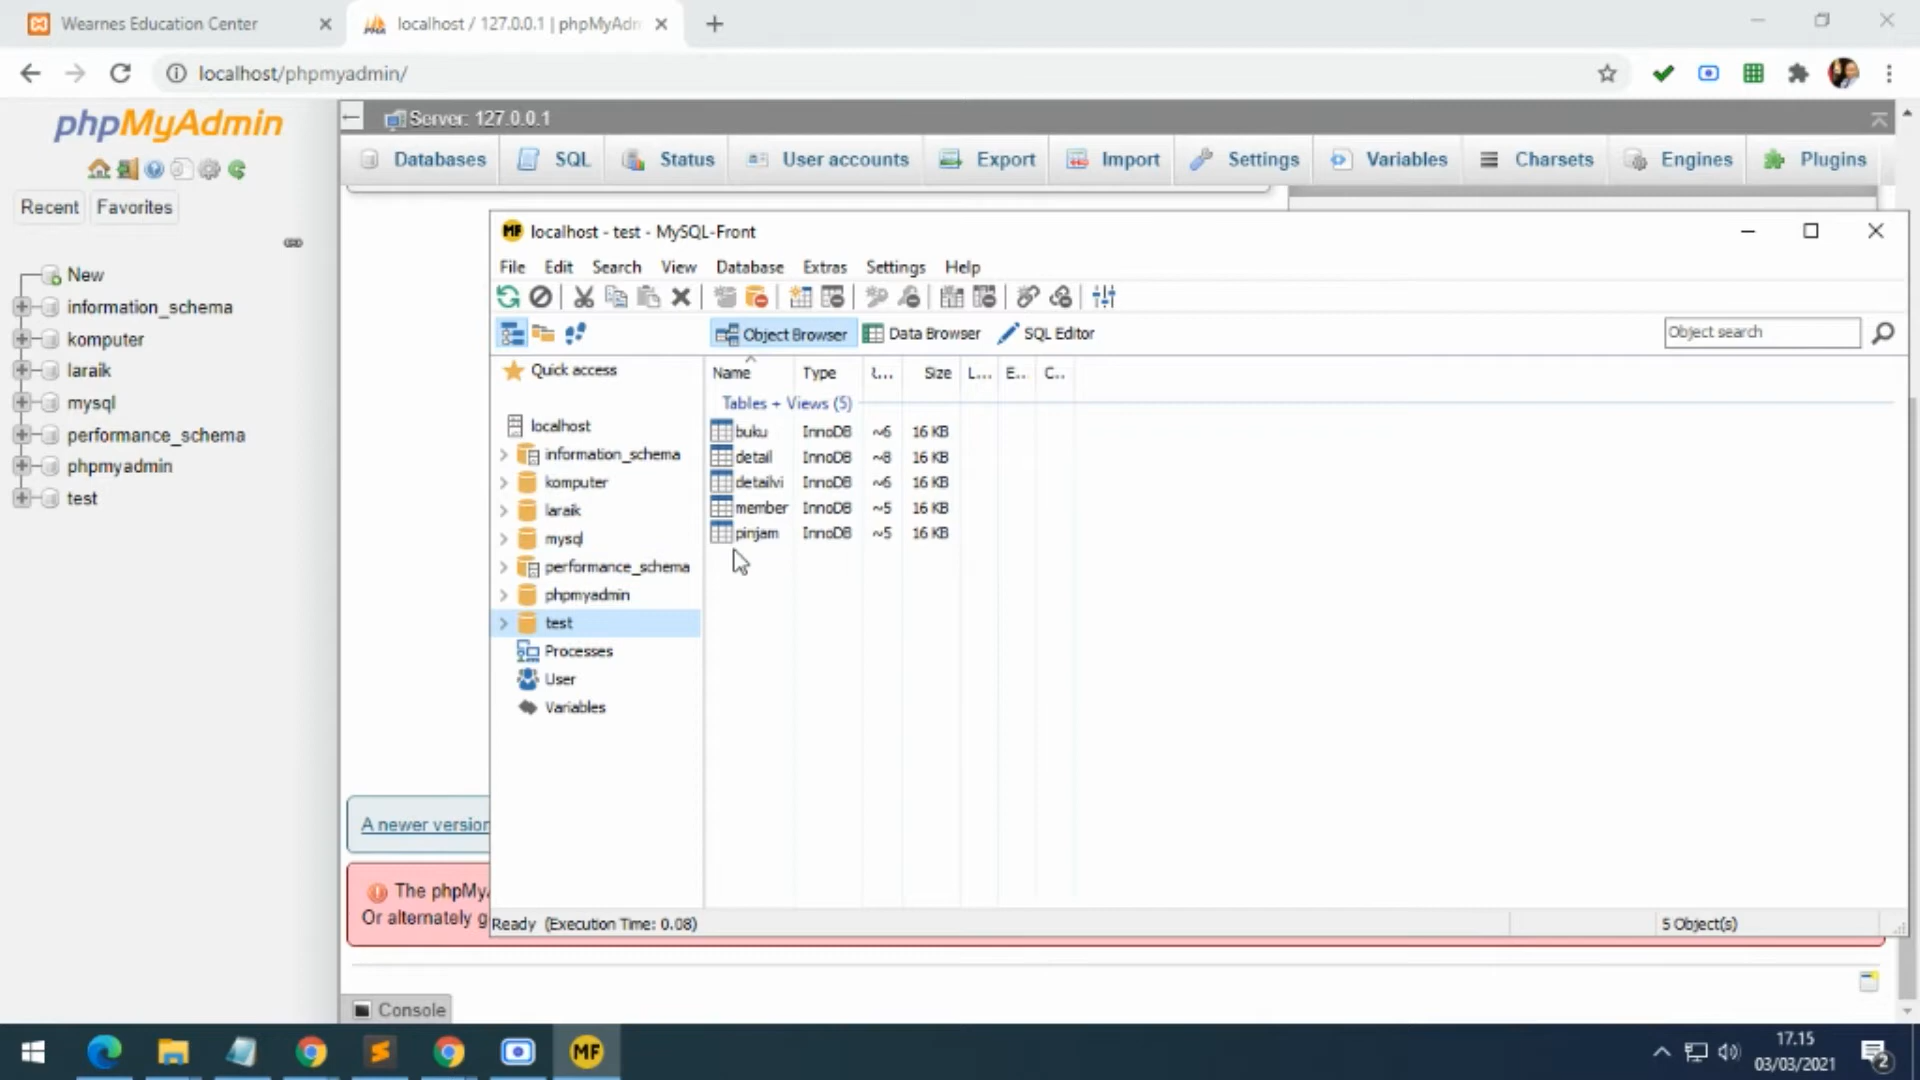 Wearnes Education Center
localhost / 127.0.0.1 | phpMyAdm
localhost/phpmyadmin/
phpMyAdmin
Recent Favorites
New
information_schema
komputer
laraik
mysql
performance_schema
phpmyadmin
test
Server: 127.0.0.1
Databases SQL Status User accounts Export Import Settings Variables Charsets Engines Plugins
MF localhost - test - MySQL-Front
File Edit Search View Database Extras Settings Help
Object Browser Data Browser SQL Editor Object search
Quick access
localhost
information_schema
komputer
laraik
mysql
performance_schema
phpmyadmin
test
Processes
User
Variables
Name Type Size L... E... C..
Tables + Views (5)
buku InnoDB ~6 16 KB
detail InnoDB ~8 16 KB
detailvi InnoDB ~6 16 KB
member InnoDB ~5 16 KB
pinjam InnoDB ~5 16 KB
A newer version
The phpMy
Or alternately g
Ready (Execution Time: 0.08) 5 Object(s)
Console
MF
17.15
03/03/2021
2